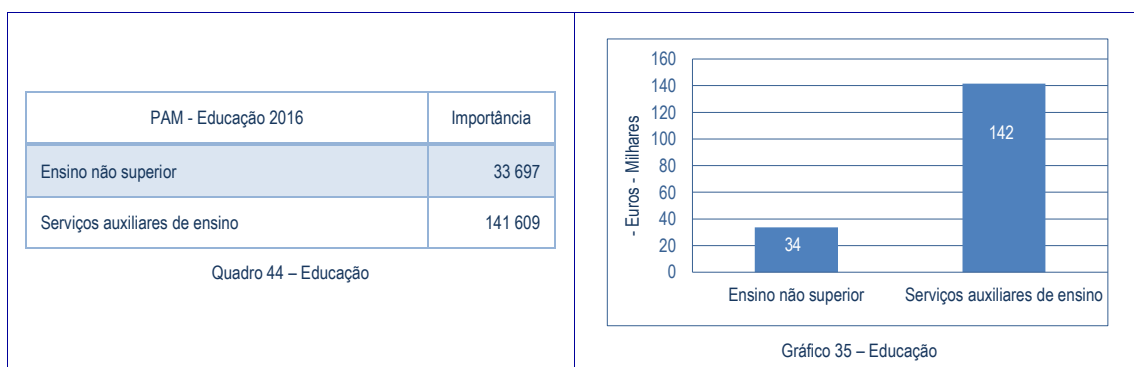 PAM - Educação 2016 Importância
Ensino não superior 33 697
Serviços auxiliares de ensino 141 609
Quadro 44 – Educação
- Euros - Milhares
160
140
120
100
80
60
40
20
0
142
34
Ensino não superior Serviços auxiliares de ensino
Gráfico 35 – Educação